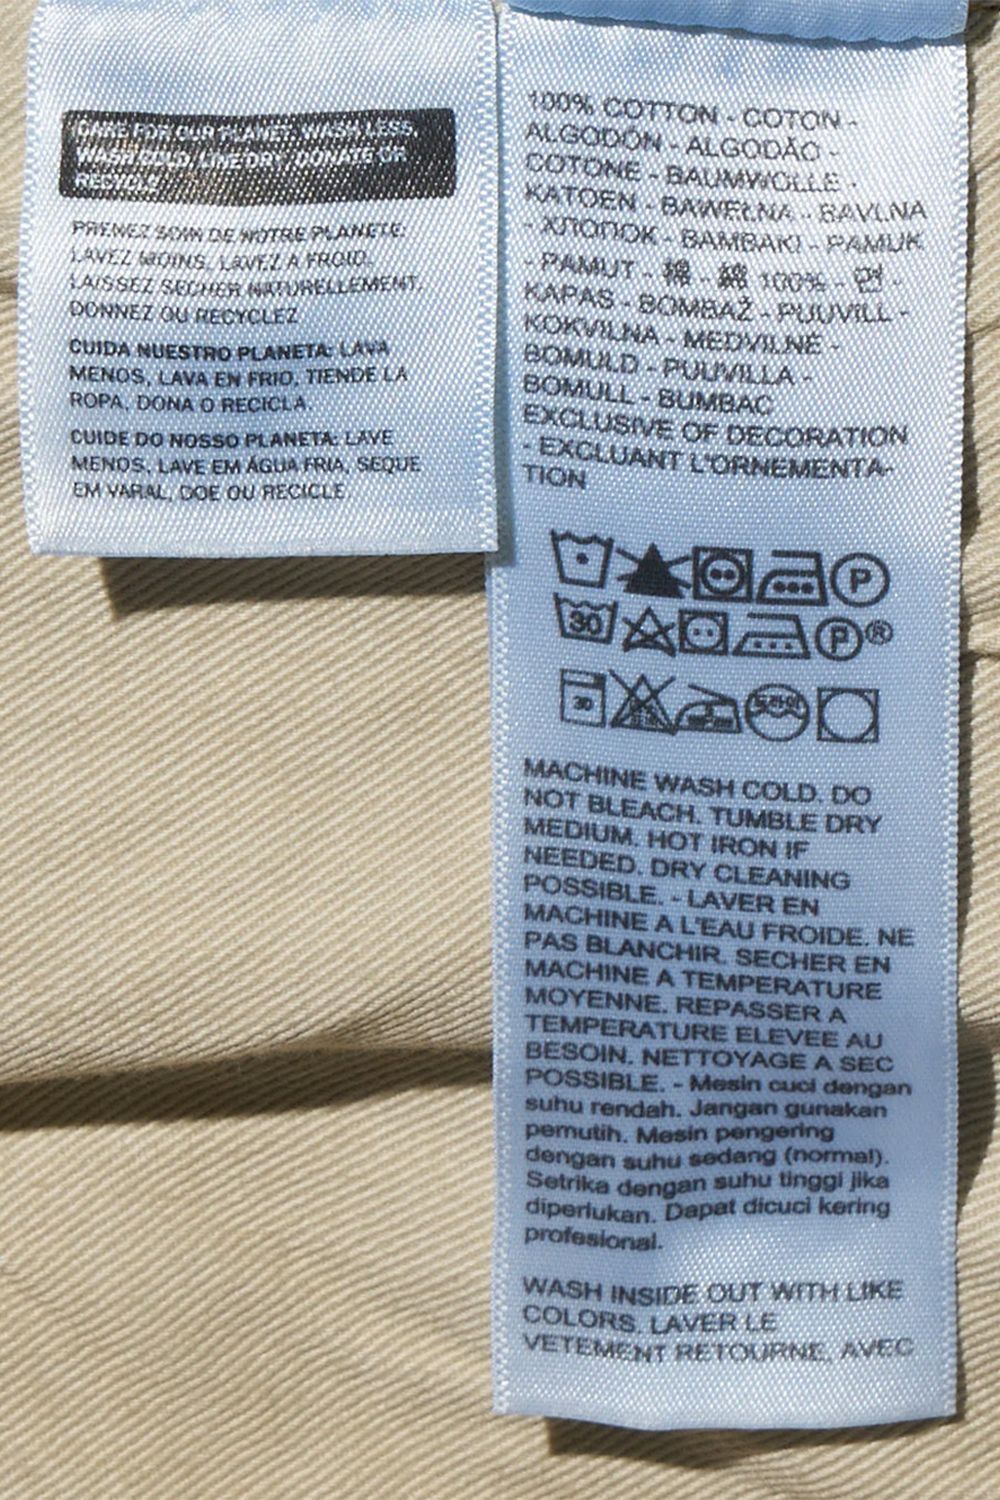 CARE FOR OUR PLANET: WASH LESS,
WASH COLD, LINE DRY, DONATE OR
RECYCLE
PRENEZ SOIN DE NOTRE PLANETE:
LAVEZ MOINS, LAVEZ A FROID,
LAISSEZ SECHER NATURELLEMENT,
DONNEZ OU RECYCLEZ
CUIDA NUESTRO PLANETA: LAVA
MENOS, LAVA EN FRIO, TIENDE LA
ROPA, DONA O RECICLA.
CUIDE DO NOSSO PLANETA: LAVE
MENOS, LAVE EM ÁGUA FRIA, SEQUE
EM VARAL, DOE OU RECICLE.
100% COTTON - COTON -
ALGODÓN - ALGODÃO -
COTONE - BAUMWOLLE -
KATOEN - BAWEŁNA - BAVLNA
- ХЛОПОК - BAMBAKI - PAMUK
- PAMUT - 棉 - 綿 100% - 면 -
KAPAS - BOMBAŽ - PUUVILL -
KOKVILNA - MEDVILNĖ -
BOMULD - PUUVILLA -
BOMULL - BUMBAC
EXCLUSIVE OF DECORATION
- EXCLUANT L'ORNEMENTA-
TION
P
30 P ®
30 드라이
MACHINE WASH COLD. DO
NOT BLEACH. TUMBLE DRY
MEDIUM. HOT IRON IF
NEEDED. DRY CLEANING
POSSIBLE. - LAVER EN
MACHINE A L'EAU FROIDE. NE
PAS BLANCHIR. SECHER EN
MACHINE A TEMPERATURE
MOYENNE. REPASSER A
TEMPERATURE ELEVEE AU
BESOIN. NETTOYAGE A SEC
POSSIBLE. - Mesin cuci dengan
suhu rendah. Jangan gunakan
pemutih. Mesin pengering
dengan suhu sedang (normal).
Setrika dengan suhu tinggi jika
diperlukan. Dapat dicuci kering
profesional.
WASH INSIDE OUT WITH LIKE
COLORS. LAVER LE
VETEMENT RETOURNE, AVEC